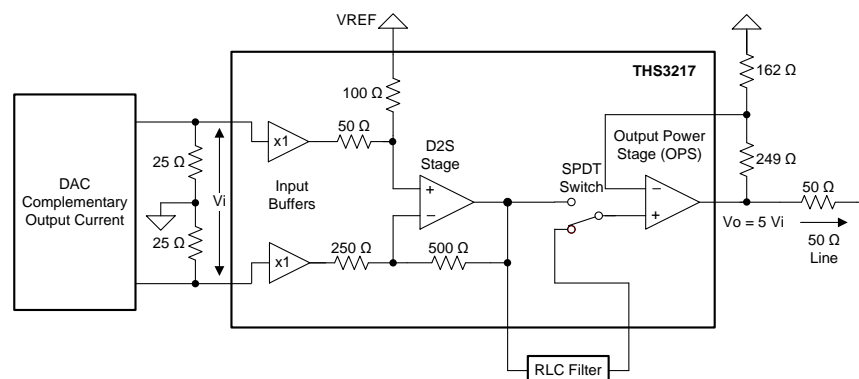 VREF
THS3217
162 Ω
100 Ω
50 Ω
D2S
Stage
Output Power
Stage (OPS)
249 Ω
x1
25 Ω
DAC
Complementary
Output Current
Vi
Input
Buffers
SPDT
Switch
+
−
−
+
50 Ω
Vo = 5 Vi
50 Ω
Line
25 Ω
x1
250 Ω
500 Ω
RLC Filter